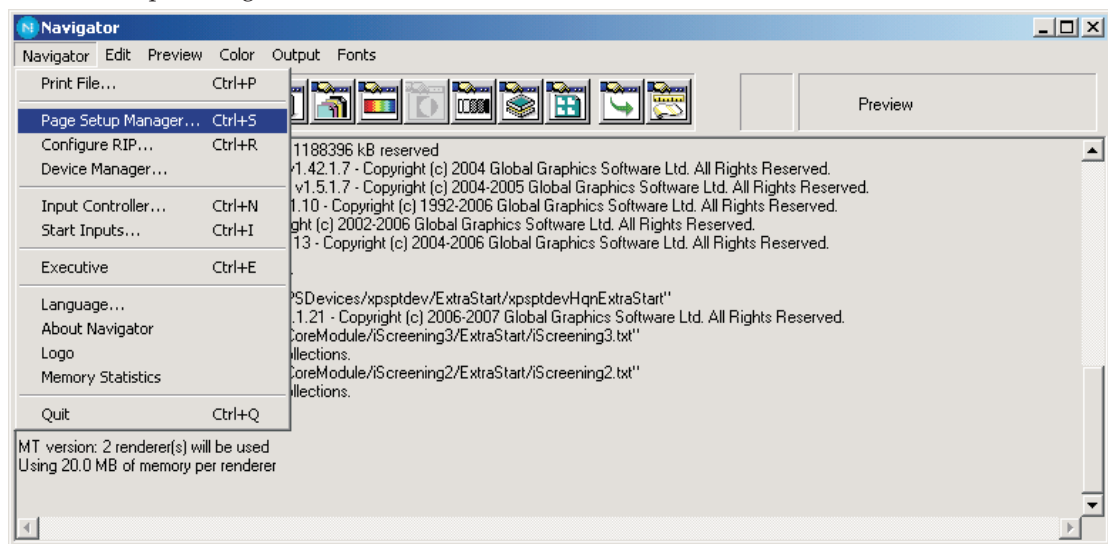 Navigator
Navigator Edit Preview Color Output Fonts
Print File... Ctrl+P
Page Setup Manager... Ctrl+S
Configure RIP... Ctrl+R
Device Manager...
Input Controller... Ctrl+N
Start Inputs... Ctrl+I
Executive Ctrl+E
Language...
About Navigator
Logo
Memory Statistics
Quit Ctrl+Q
Preview
1188396 kB reserved
v1.42.1.7 - Copyright (c) 2004 Global Graphics Software Ltd. All Rights Reserved.
v1.5.1.7 - Copyright (c) 2004-2005 Global Graphics Software Ltd. All Rights Reserved.
1.10 - Copyright (c) 1992-2006 Global Graphics Software Ltd. All Rights Reserved.
ght (c) 2002-2006 Global Graphics Software Ltd. All Rights Reserved.
13 - Copyright (c) 2004-2006 Global Graphics Software Ltd. All Rights Reserved.
PSDevices/xpsptdev/ExtraStart/xpsptdevHqnExtraStart"
.1.21 - Copyright (c) 2006-2007 Global Graphics Software Ltd. All Rights Reserved.
CoreModule/iScreening3/ExtraStart/iScreening3.txt"
llections.
CoreModule/iScreening2/ExtraStart/iScreening2.txt"
llections.
MT version: 2 renderer(s) will be used
Using 20.0 MB of memory per renderer